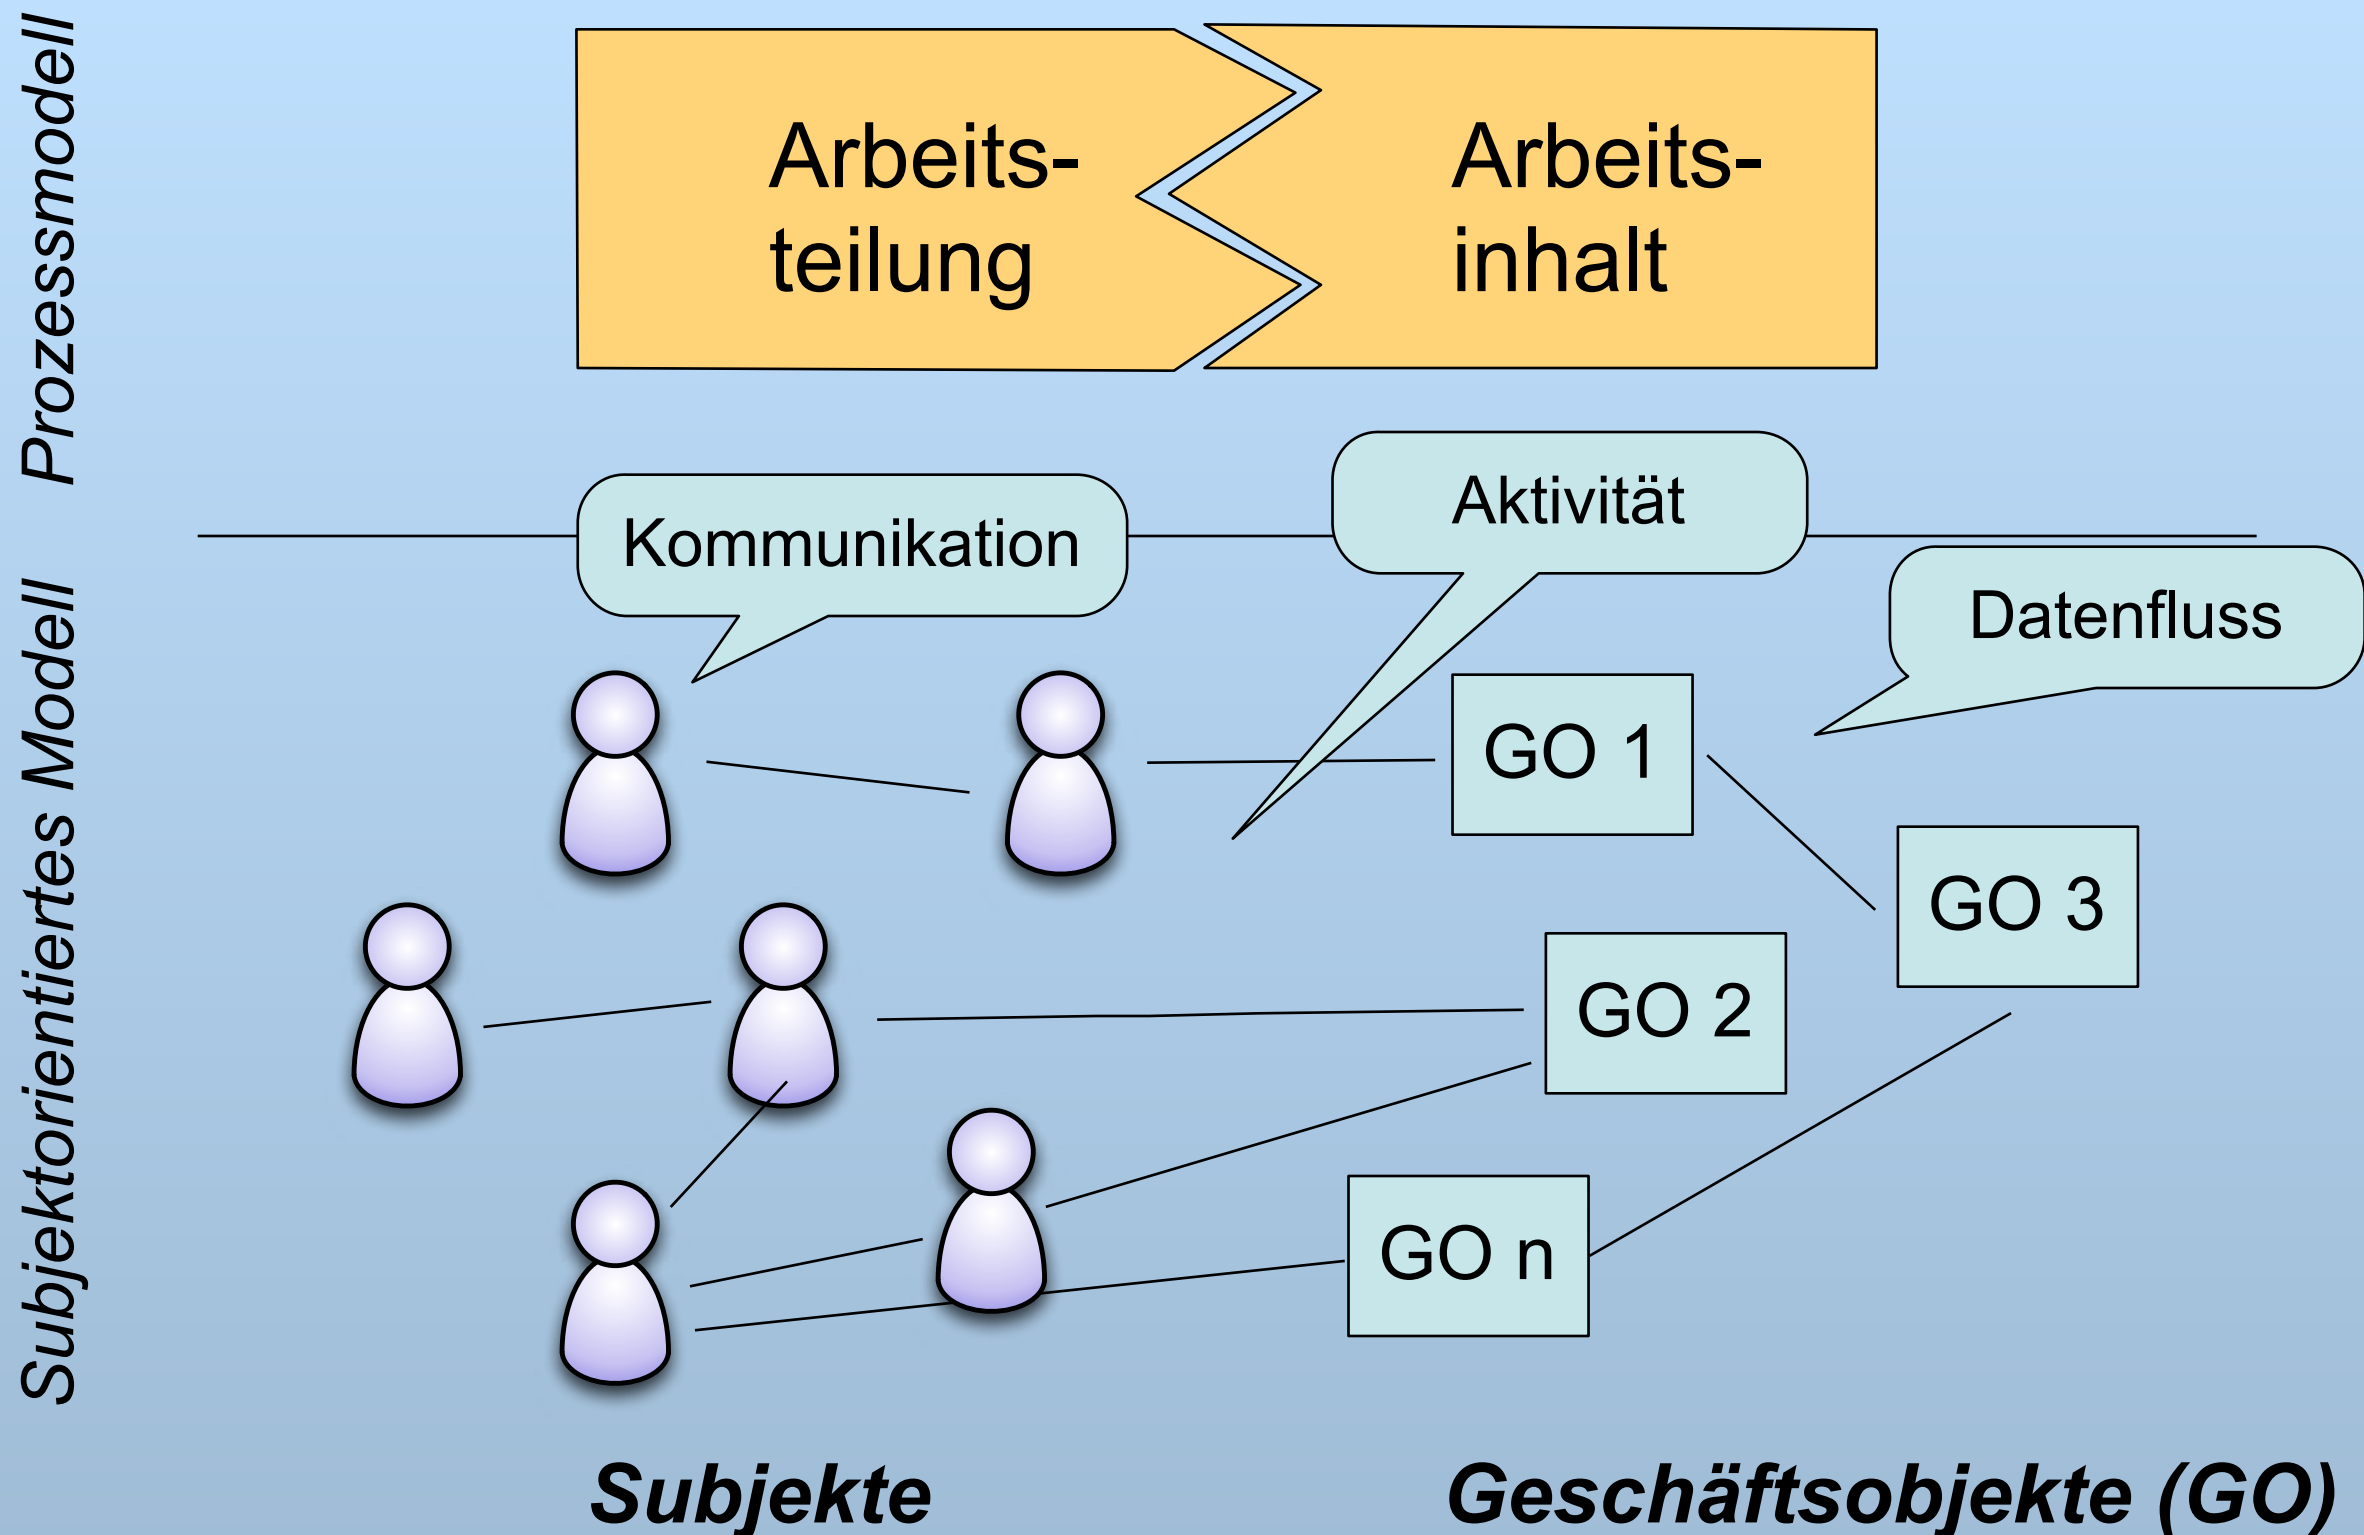 Prozessmodell
Arbeits-
teilung
Arbeits-
inhalt
Subjektorientiertes Modell
Kommunikation
Aktivität
Datenfluss
GO 1
GO 3
GO 2
GO n
Subjekte
Geschäftsobjekte (GO)